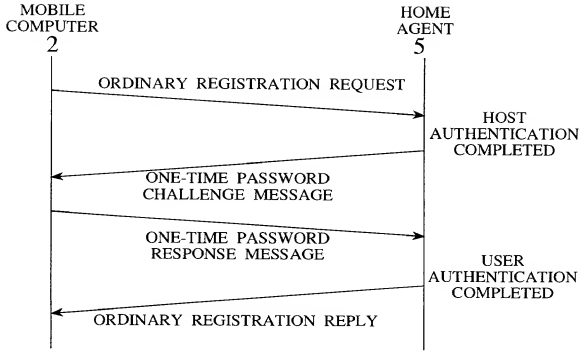 MOBILE
COMPUTER
2
HOME
AGENT
5
ORDINARY REGISTRATION REQUEST
HOST
AUTHENTICATION
COMPLETED
ONE-TIME PASSWORD
CHALLENGE MESSAGE
ONE-TIME PASSWORD
RESPONSE MESSAGE
USER
AUTHENTICATION
COMPLETED
ORDINARY REGISTRATION REPLY